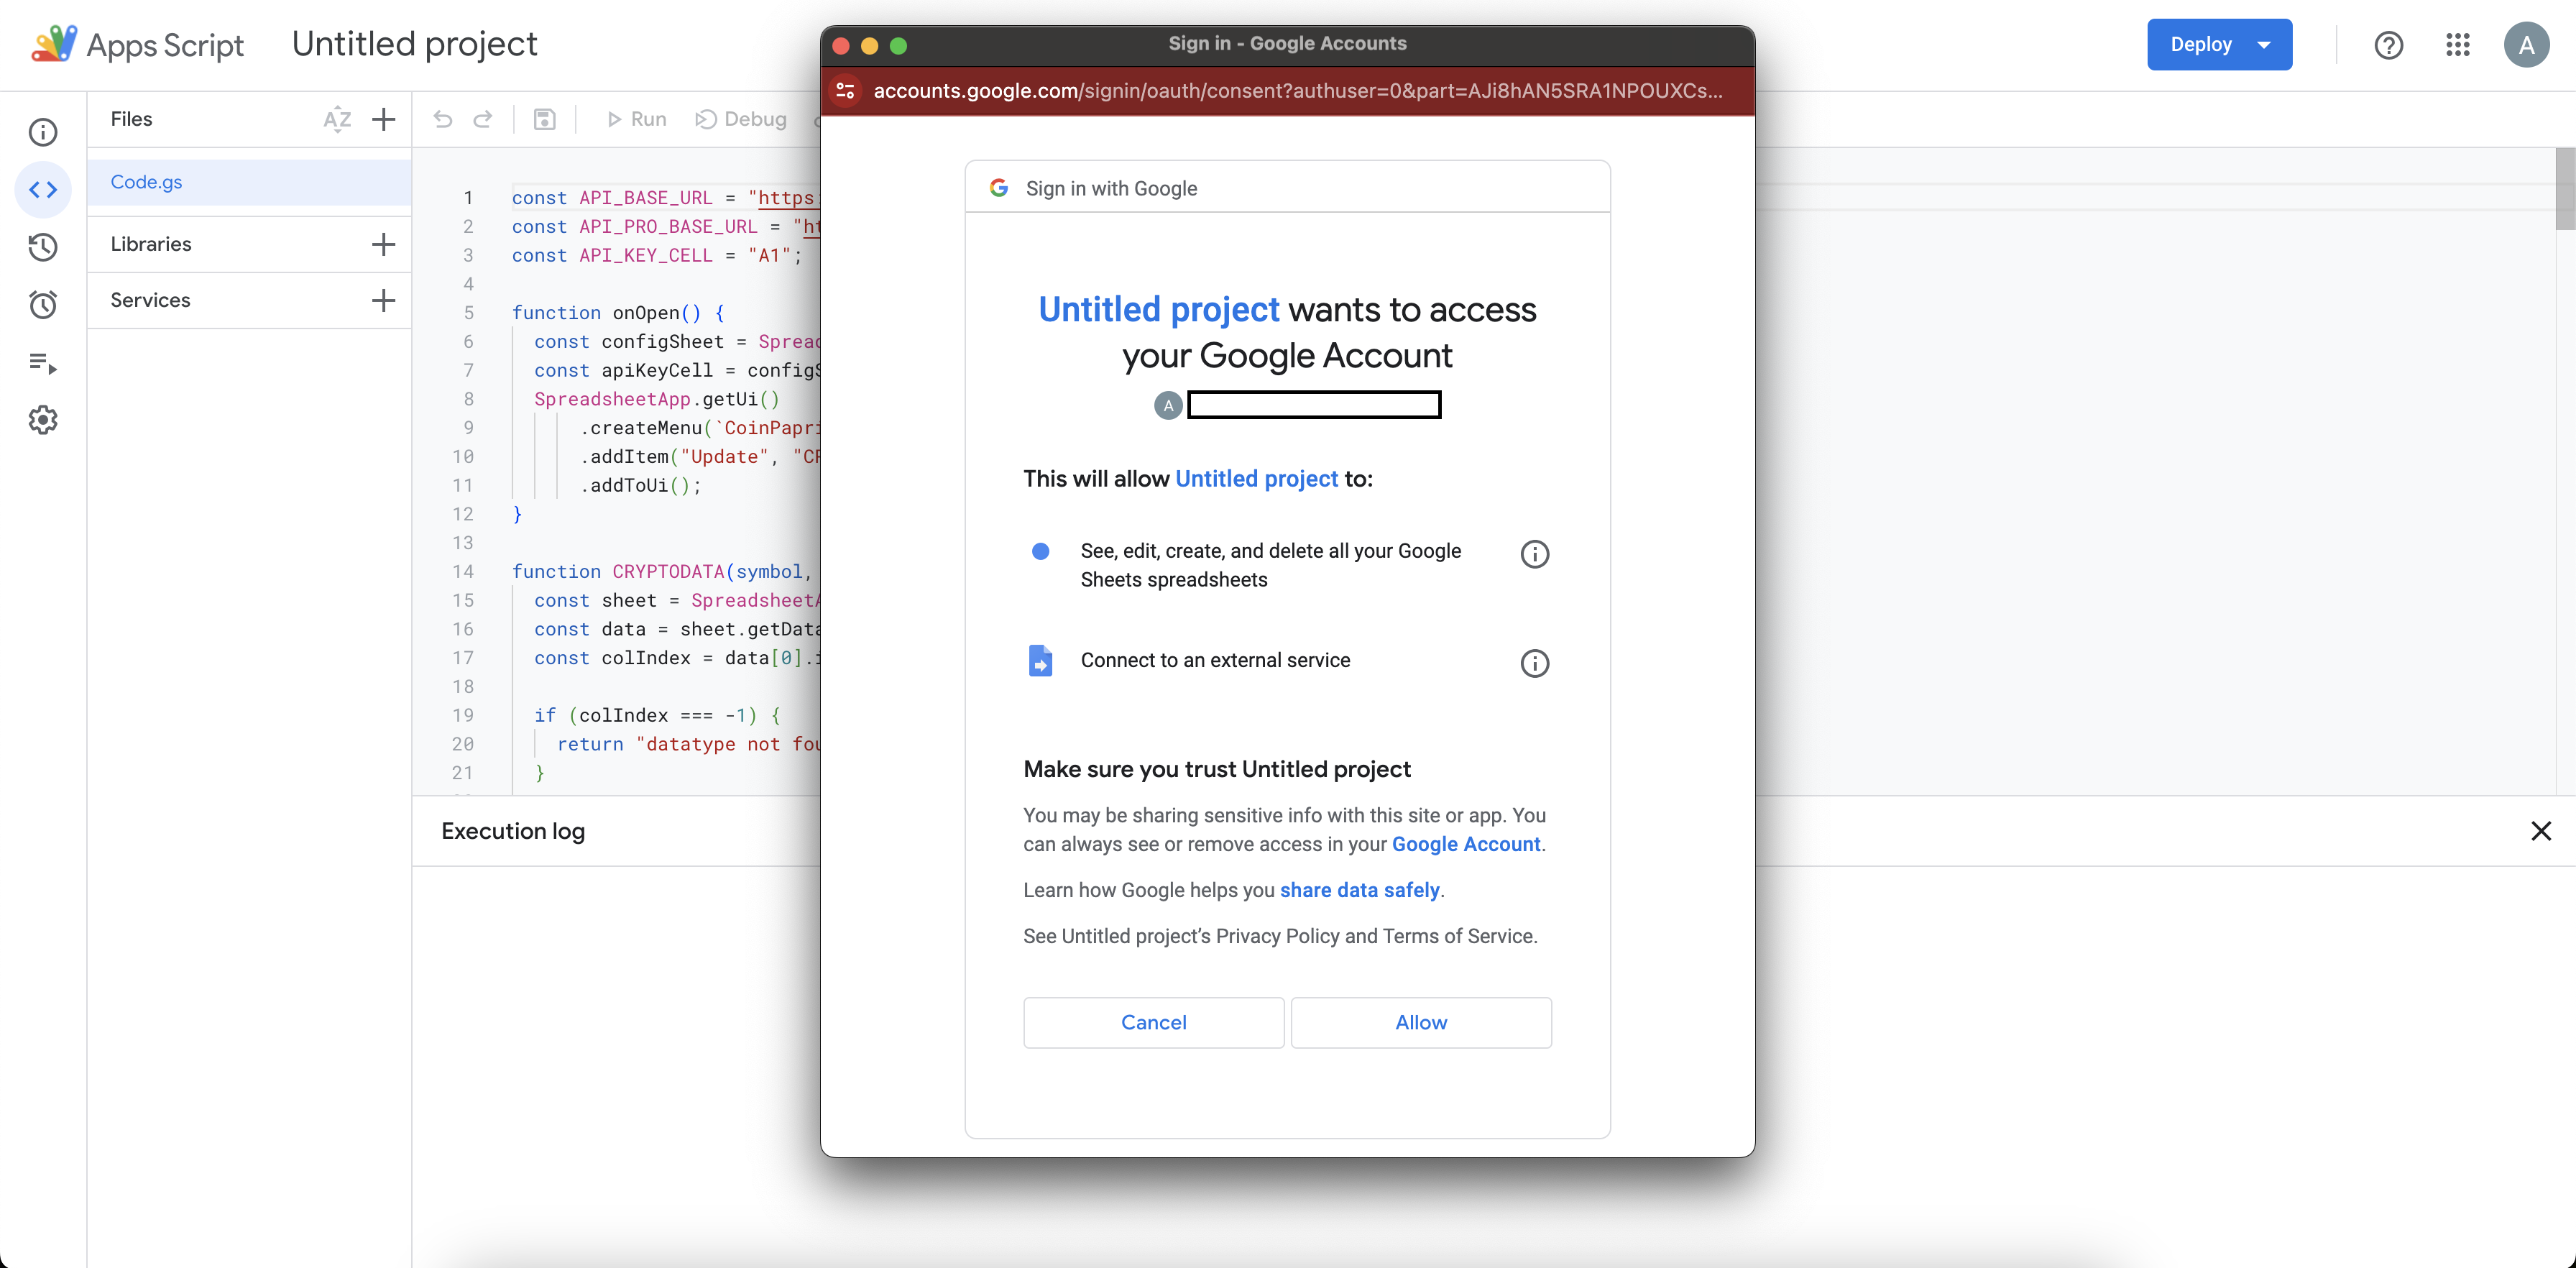 Apps Script
Untitled project
Deploy
A
Files
AZ
Code.gs
Libraries
Services
Run
Debug
1 const API_BASE_URL = "https:
2 const API_PRO_BASE_URL = "ht
3 const API_KEY_CELL = "A1";
4
5 function onOpen() {
6 const configSheet = Spread
7 const apiKeyCell = configS
8 SpreadsheetApp.getUi()
9 .createMenu(`CoinPapri
10 .addItem("Update", "CR
11 .addToUi();
12 }
13
14 function CRYPTODATA(symbol,
15 const sheet = SpreadsheetA
16 const data = sheet.getData
17 const colIndex = data[0].i
18
19 if (colIndex === -1) {
20 return "datatype not fou
21 }
Execution log
Sign in - Google Accounts
accounts.google.com/signin/oauth/consent?authuser=0&part=AJi8hAN5SRA1NPOUXCs...
Sign in with Google
Untitled project wants to access
your Google Account
A
This will allow Untitled project to:
See, edit, create, and delete all your Google
Sheets spreadsheets
Connect to an external service
Make sure you trust Untitled project
You may be sharing sensitive info with this site or app. You
can always see or remove access in your Google Account.
Learn how Google helps you share data safely.
See Untitled project's Privacy Policy and Terms of Service.
Cancel
Allow